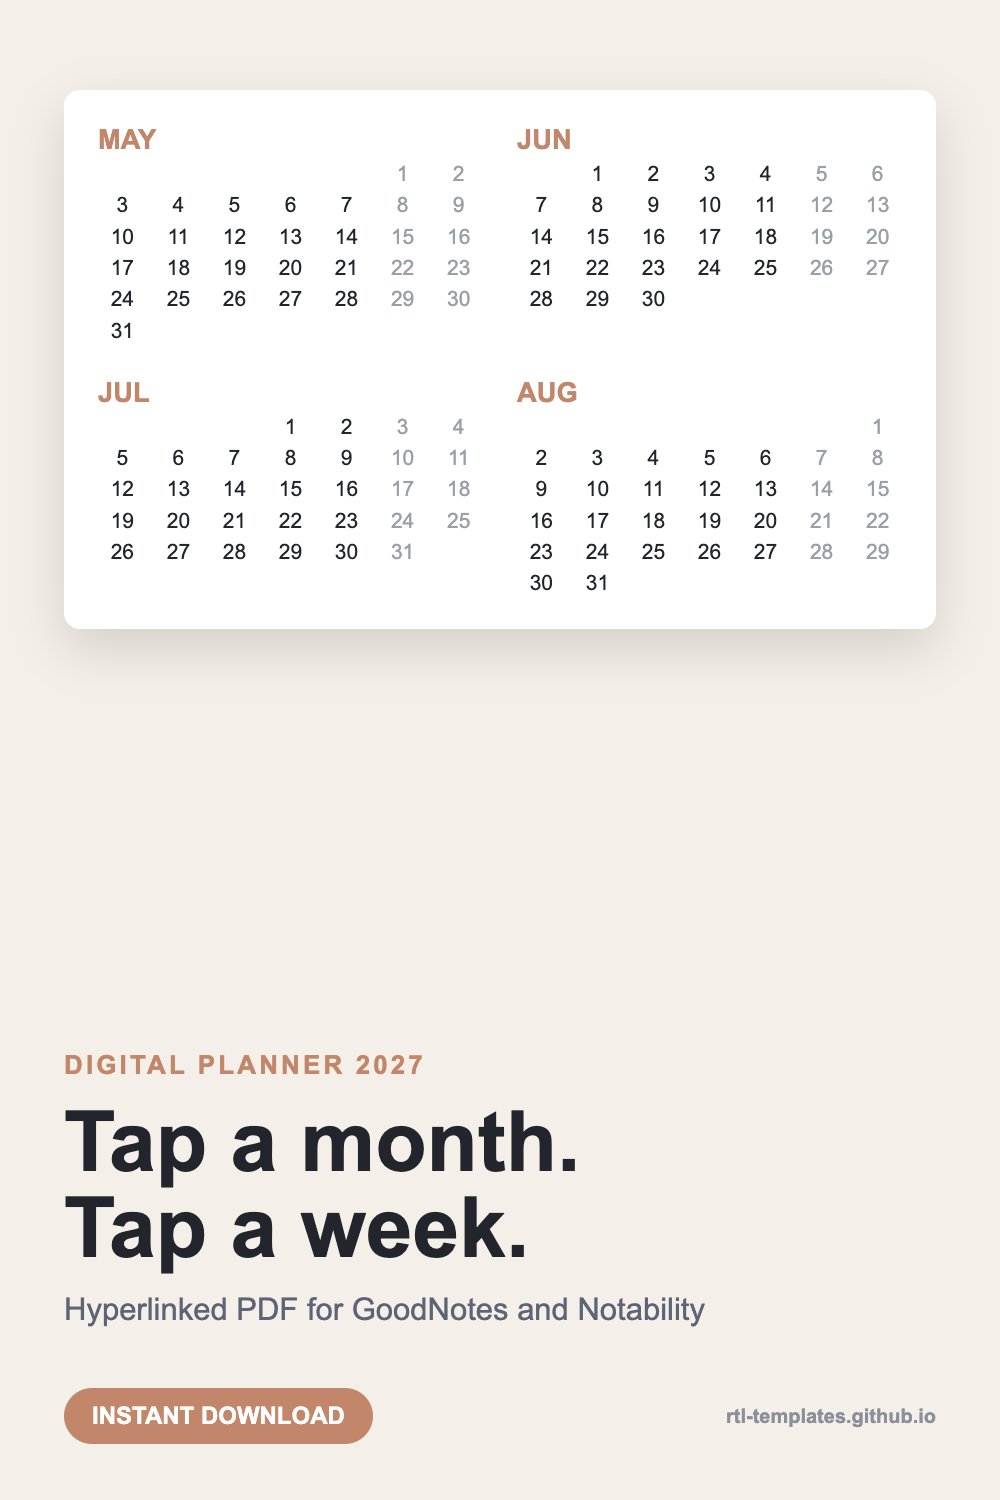 MAY
1 2
3 4 5 6 7 8 9
10 11 12 13 14 15 16
17 18 19 20 21 22 23
24 25 26 27 28 29 30
31
JUN
1 2 3 4 5 6
7 8 9 10 11 12 13
14 15 16 17 18 19 20
21 22 23 24 25 26 27
28 29 30
JUL
1 2 3 4
5 6 7 8 9 10 11
12 13 14 15 16 17 18
19 20 21 22 23 24 25
26 27 28 29 30 31
AUG
1
2 3 4 5 6 7 8
9 10 11 12 13 14 15
16 17 18 19 20 21 22
23 24 25 26 27 28 29
30 31
DIGITAL PLANNER 2027
Tap a month.
Tap a week.
Hyperlinked PDF for GoodNotes and Notability
INSTANT DOWNLOAD
rtl-templates.github.io